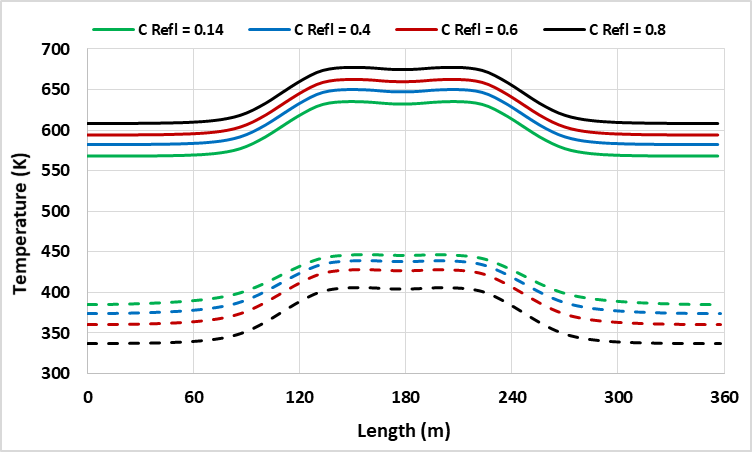 C Refl = 0.14 C Refl = 0.4 C Refl = 0.6 C Refl = 0.8
700
650
600
550
500
450
400
350
300
Temperature (K)
0 60 120 180 240 300 360
Length (m)